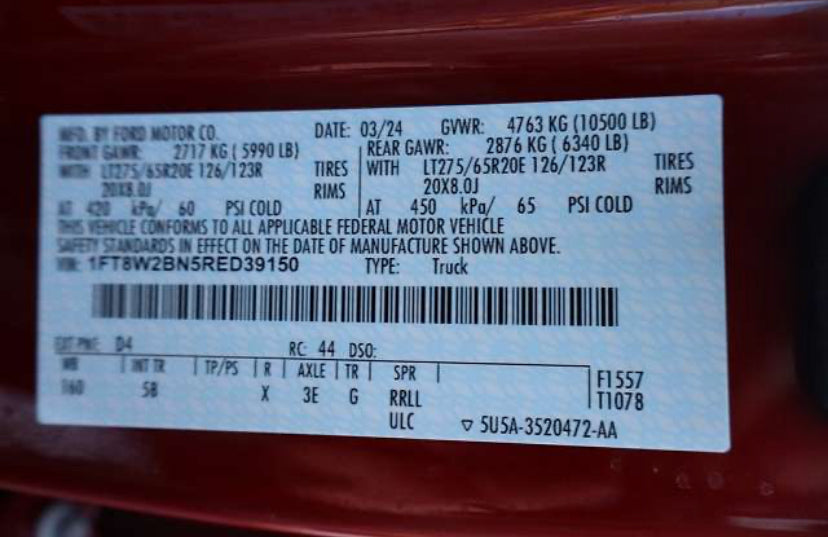 MFD. BY FORD MOTOR CO. DATE: 03/24 GVWR: 4763 KG (10500 LB)
FRONT GAWR: 2717 KG ( 5990 LB) REAR GAWR: 2876 KG ( 6340 LB)
WITH LT275/65R20E 126/123R TIRES WITH LT275/65R20E 126/123R TIRES
20X8.0J RIMS 20X8.0J RIMS
AT 420 kPa/ 60 PSI COLD AT 450 kPa/ 65 PSI COLD
THIS VEHICLE CONFORMS TO ALL APPLICABLE FEDERAL MOTOR VEHICLE
SAFETY STANDARDS IN EFFECT ON THE DATE OF MANUFACTURE SHOWN ABOVE.
VIN: 1FT8W2BN5RED39150 TYPE: Truck
EXT PNT: D4 RC: 44 DSO:
WB INT TR TP/PS R AXLE TR SPR F1557
160 5B X 3E G RRLL T1078
ULC ▽ 5U5A-3520472-AA